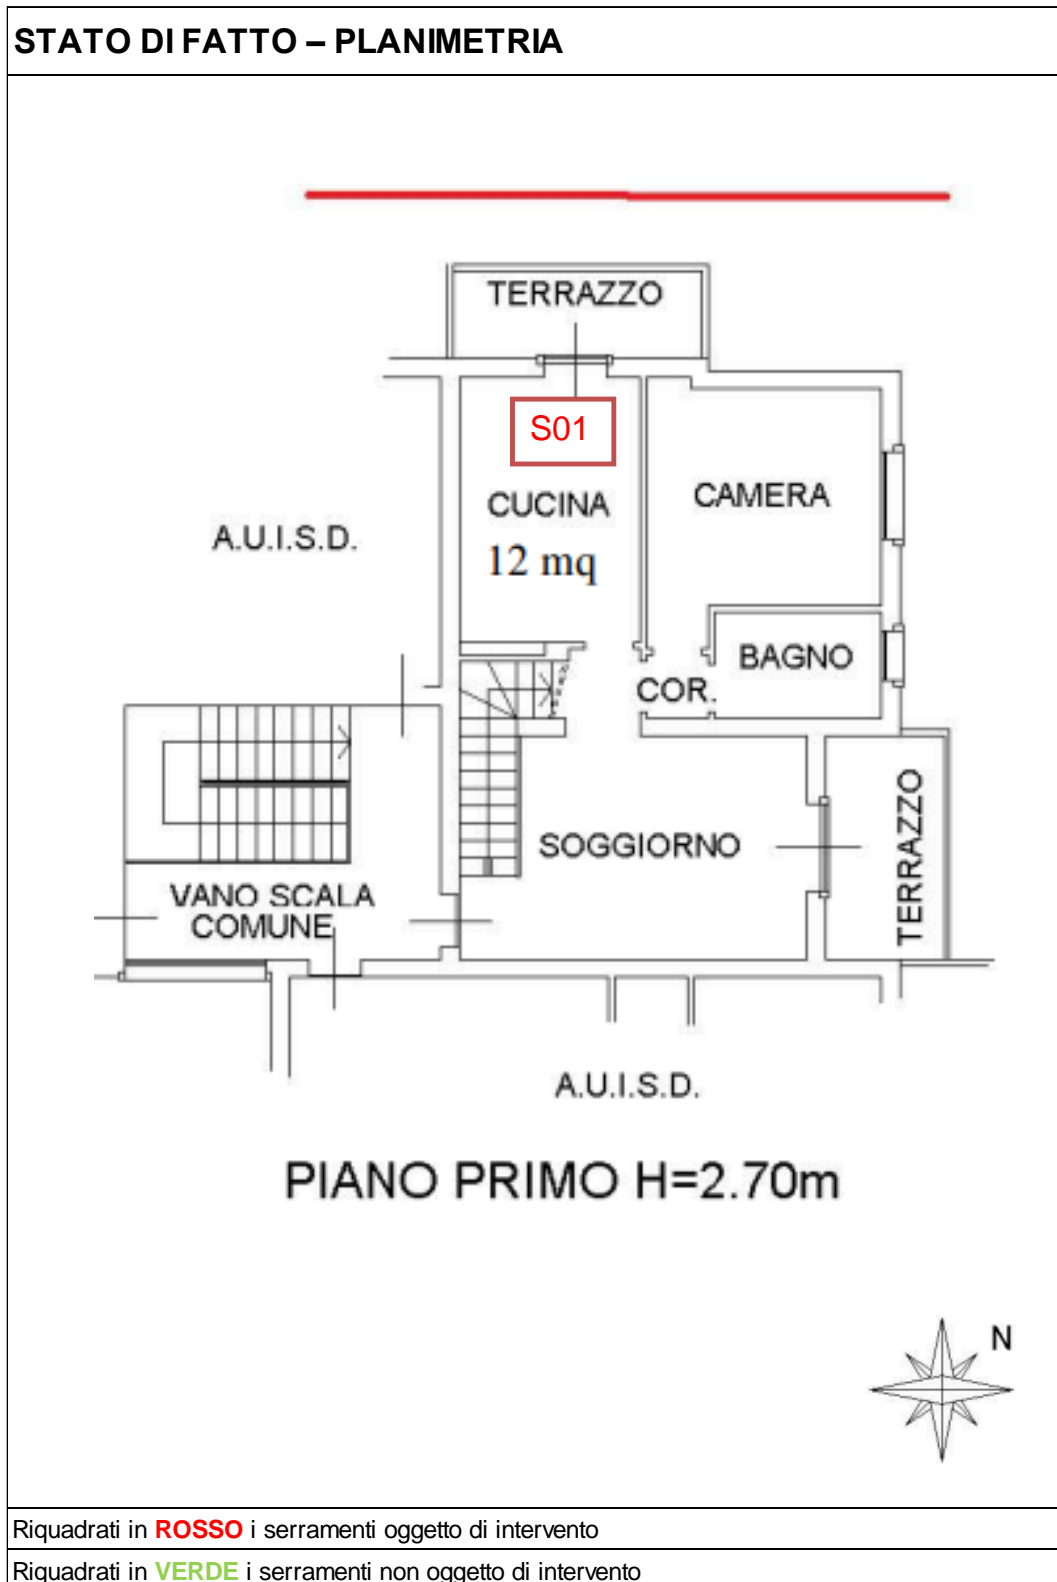 STATO DI FATTO – PLANIMETRIA
TERRAZZO
S01
CUCINA
12 mq
CAMERA
A.U.I.S.D.
BAGNO
COR.
SOGGIORNO
TERRAZZO
VANO SCALA
COMUNE
A.U.I.S.D.
PIANO PRIMO H=2.70m
N
Riquadrati in ROSSO i serramenti oggetto di intervento
Riquadrati in VERDE i serramenti non oggetto di intervento